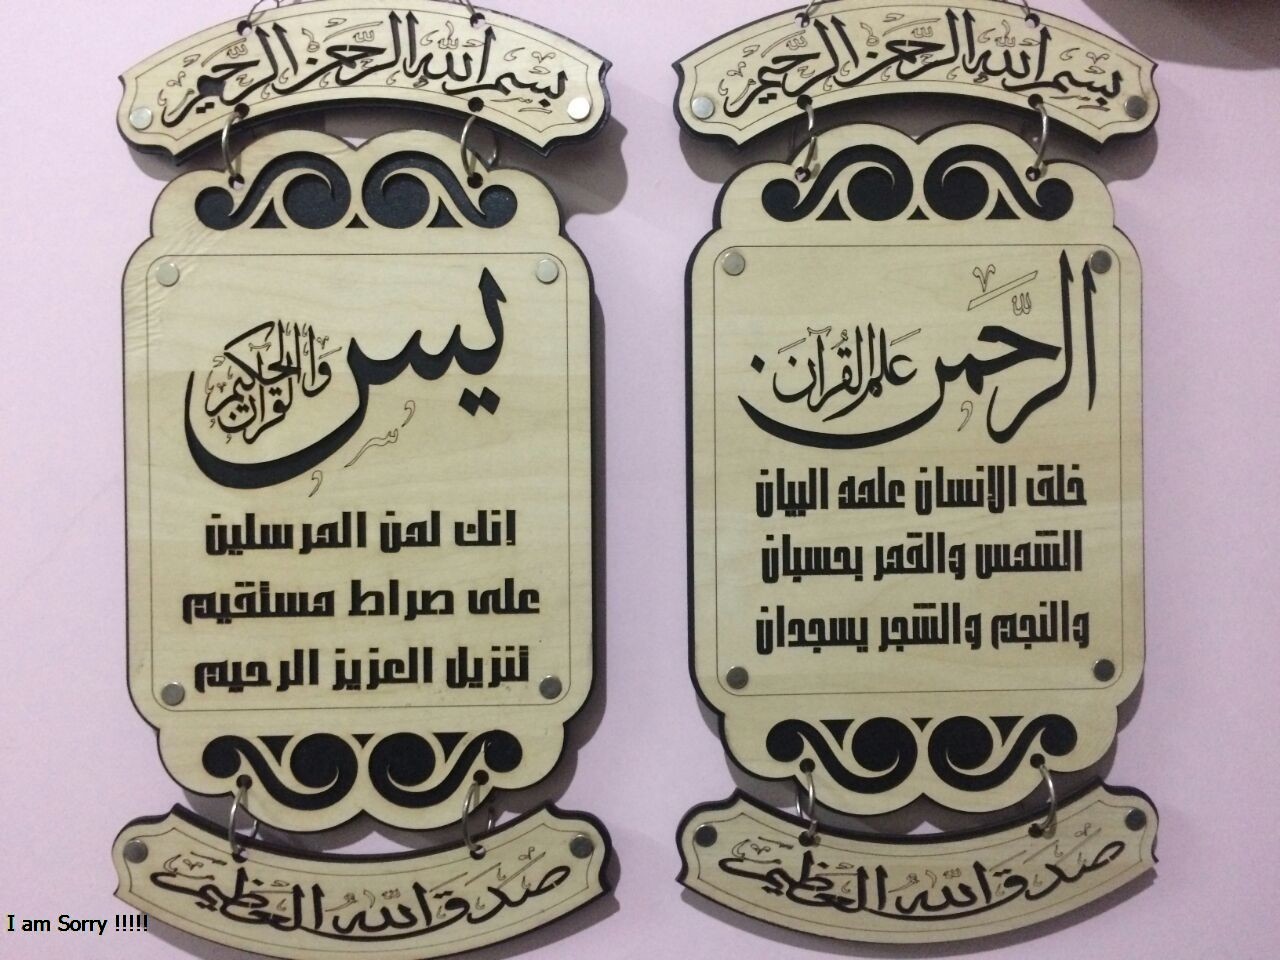 بسم الله الرحمن الرحيم
يس
والقرآن الحكيم
إنك لمن المرسلين
على صراط مستقيم
تنزيل العزيز الرحيم
صدق الله العظيم
بسم الله الرحمن الرحيم
الرحمن
علم القرآن
خلق الإنسان علمه البيان
الشمس والقمر بحسبان
والنجم والشجر يسجدان
صدق الله العظيم
I am Sorry !!!!!